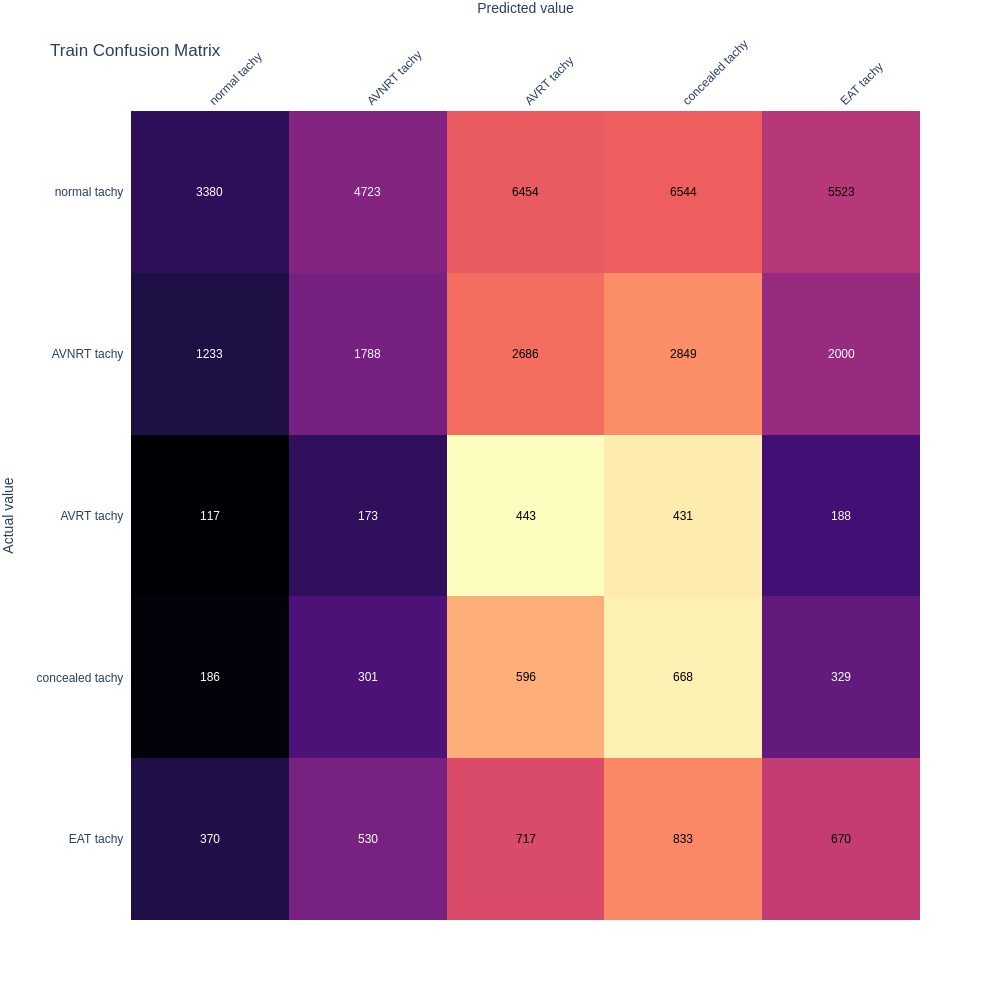 Predicted value
Train Confusion Matrix
normal tachy AVNRT tachy AVRT tachy concealed tachy EAT tachy
normal tachy 3380 4723 6454 6544 5523
AVNRT tachy 1233 1788 2686 2849 2000
Actual value
AVRT tachy 117 173 443 431 188
concealed tachy 186 301 596 668 329
EAT tachy 370 530 717 833 670